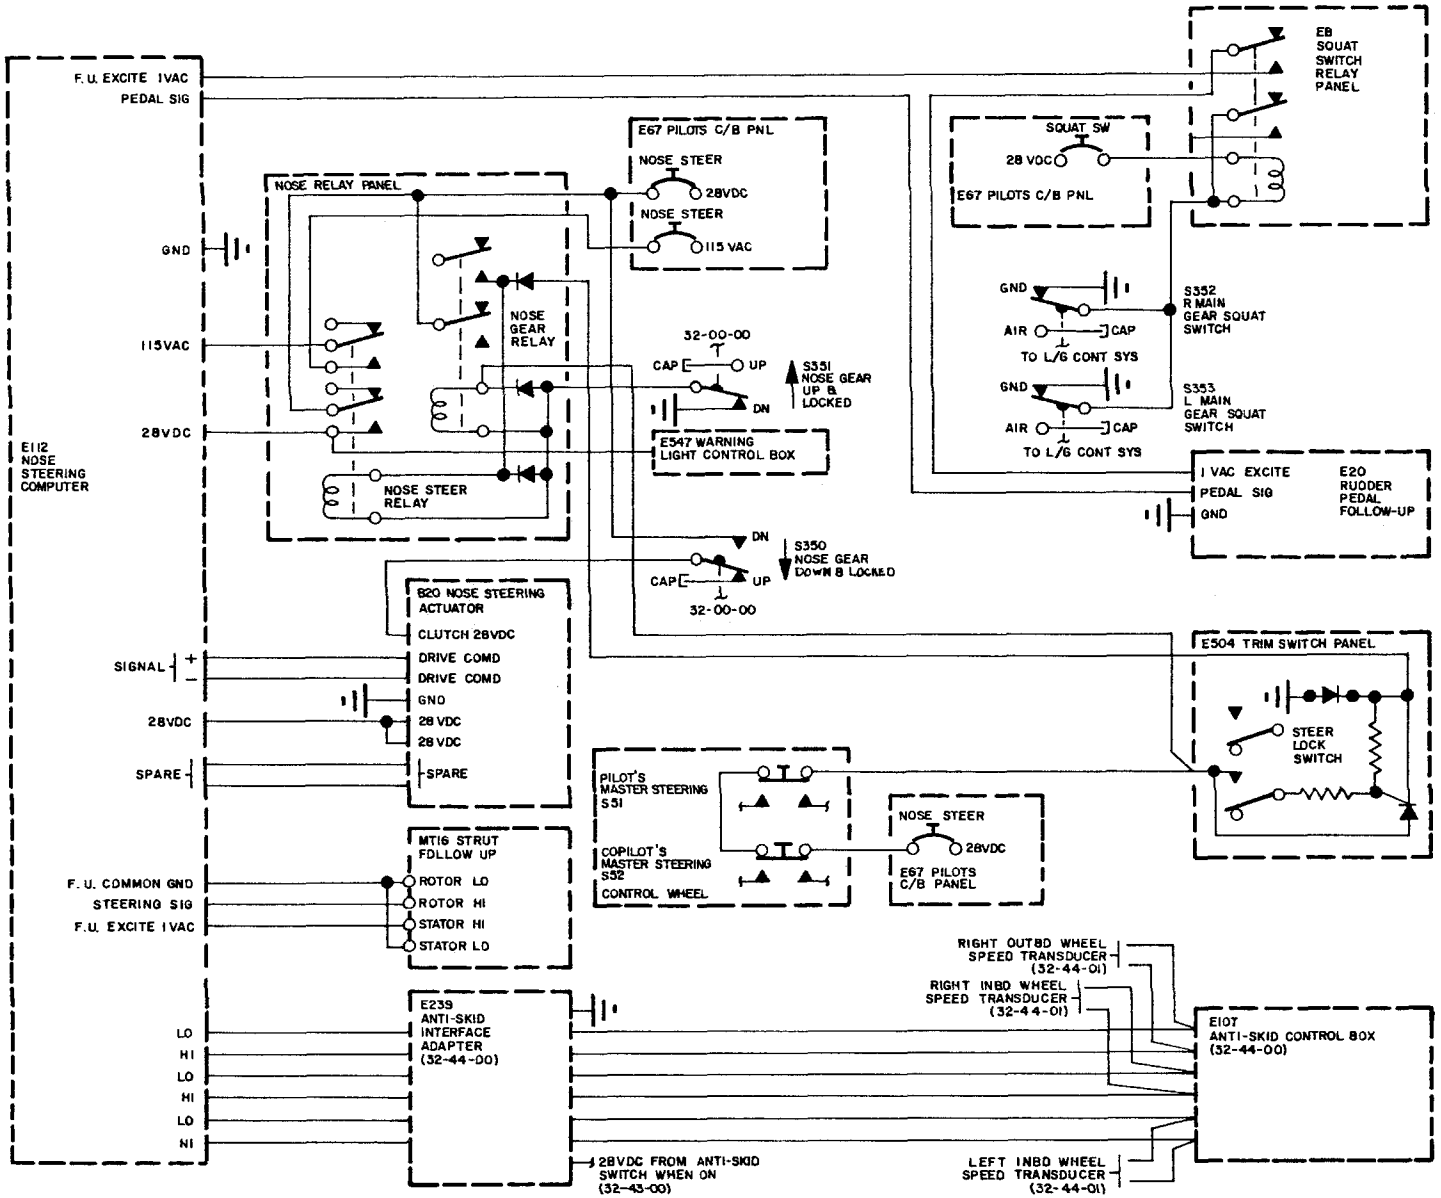 E8
SQUAT
SWITCH
RELAY
PANEL
F.U. EXCITE 1VAC
PEDAL SIG
E67 PILOTS C/B PNL
NOSE STEER
28VDC
NOSE STEER
115 VAC
SQUAT SW
28 VDC
E67 PILOTS C/B PNL
NOSE RELAY PANEL
GND
NOSE
GEAR
RELAY
115VAC
28VDC
NOSE STEER
RELAY
E112
NOSE
STEERING
COMPUTER
32-00-00
CAP
UP
DN
S351
NOSE GEAR
UP &
LOCKED
E547 WARNING
LIGHT CONTROL BOX
GND
AIR
CAP
TO L/G CONT SYS
S352
R MAIN
GEAR SQUAT
SWITCH
GND
AIR
CAP
TO L/G CONT SYS
S353
L MAIN
GEAR SQUAT
SWITCH
1 VAC EXCITE
PEDAL SIG
GND
E20
RUDDER
PEDAL
FOLLOW-UP
DN
CAP
UP
32-00-00
S350
NOSE GEAR
DOWN & LOCKED
B20 NOSE STEERING
ACTUATOR
CLUTCH 28VDC
SIGNAL
+
−
DRIVE COMD
DRIVE COMD
GND
28VDC
28 VDC
28 VDC
SPARE
SPARE
E504 TRIM SWITCH PANEL
STEER
LOCK
SWITCH
PILOT'S
MASTER STEERING
S51
COPILOT'S
MASTER STEERING
S52
CONTROL WHEEL
NOSE STEER
28VDC
E67 PILOTS
C/B PANEL
MT16 STRUT
FOLLOW UP
F.U. COMMON GND
ROTOR LO
STEERING SIG
ROTOR HI
F.U. EXCITE 1VAC
STATOR HI
STATOR LO
RIGHT OUTBD WHEEL
SPEED TRANSDUCER
(32-44-01)
RIGHT INBD WHEEL
SPEED TRANSDUCER
(32-44-01)
E239
ANTI-SKID
INTERFACE
ADAPTER
(32-44-00)
E107
ANTI-SKID CONTROL BOX
(32-44-00)
LO
HI
LO
HI
LO
HI
28VDC FROM ANTI-SKID
SWITCH WHEN ON
(32-43-00)
LEFT INBD WHEEL
SPEED TRANSDUCER
(32-44-01)